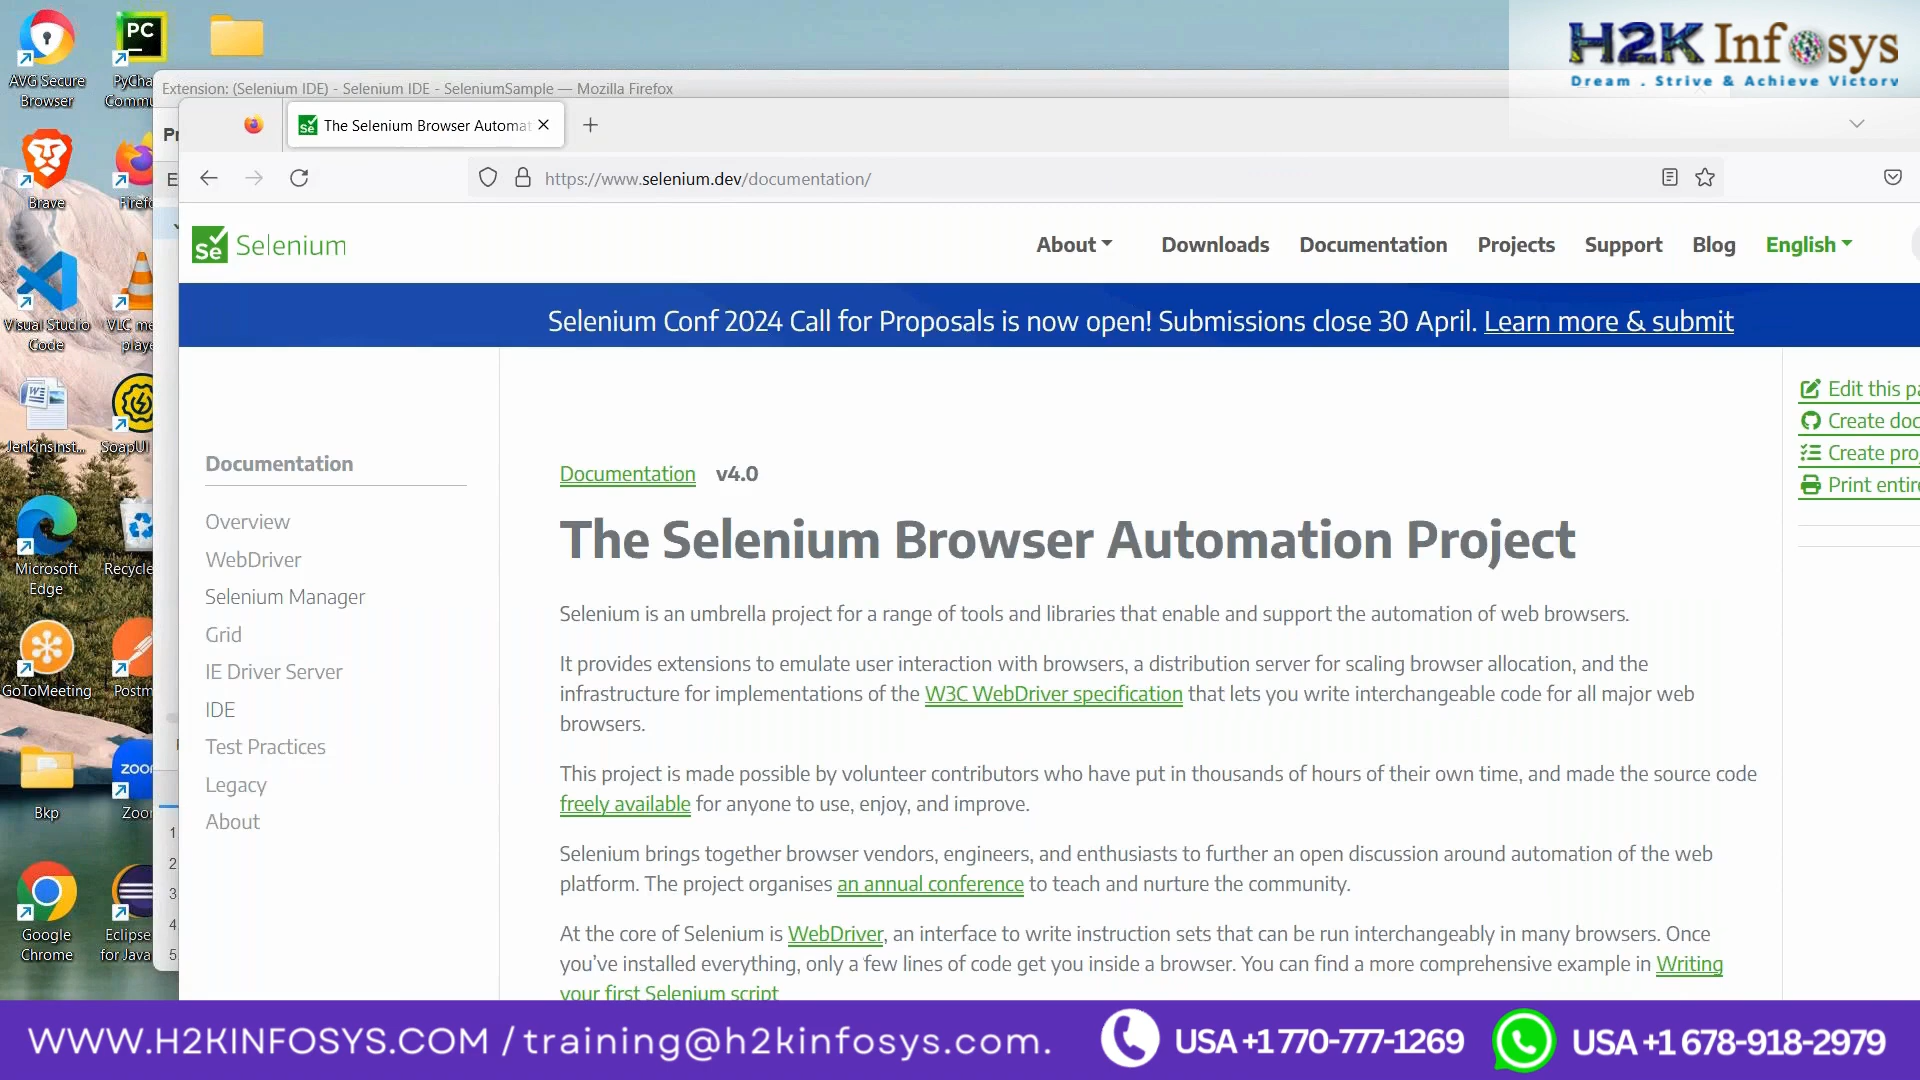 H2K Infosys
Dream . Strive & Achieve Victory
AVG Secure Browser
PC
PyCha
Commu
Extension: (Selenium IDE) - Selenium IDE - SeleniumSample — Mozilla Firefox
Pr
The Selenium Browser Automat
E
https://www.selenium.dev/documentation/
Brave
Firefo
Se Selenium
About
Downloads
Documentation
Projects
Support
Blog
English
Selenium Conf 2024 Call for Proposals is now open! Submissions close 30 April. Learn more & submit
Visual Studio Code
VLC me
playe
JenkinsInst...
SoapUI
Microsoft Edge
Recycle
GoToMeeting
Postm
Bkp
zoom
Zoom
Google Chrome
Eclipse
for Java
1
2
3
4
5
Documentation
Overview
WebDriver
Selenium Manager
Grid
IE Driver Server
IDE
Test Practices
Legacy
About
Documentation v4.0
The Selenium Browser Automation Project
Selenium is an umbrella project for a range of tools and libraries that enable and support the automation of web browsers.
It provides extensions to emulate user interaction with browsers, a distribution server for scaling browser allocation, and the
infrastructure for implementations of the W3C WebDriver specification that lets you write interchangeable code for all major web
browsers.
This project is made possible by volunteer contributors who have put in thousands of hours of their own time, and made the source code
freely available for anyone to use, enjoy, and improve.
Selenium brings together browser vendors, engineers, and enthusiasts to further an open discussion around automation of the web
platform. The project organises an annual conference to teach and nurture the community.
At the core of Selenium is WebDriver, an interface to write instruction sets that can be run interchangeably in many browsers. Once
you've installed everything, only a few lines of code get you inside a browser. You can find a more comprehensive example in Writing
your first Selenium script
Edit this pa
Create doc
Create proj
Print entire
WWW.H2KINFOSYS.COM / training@h2kinfosys.com.
USA +1 770-777-1269
USA +1 678-918-2979